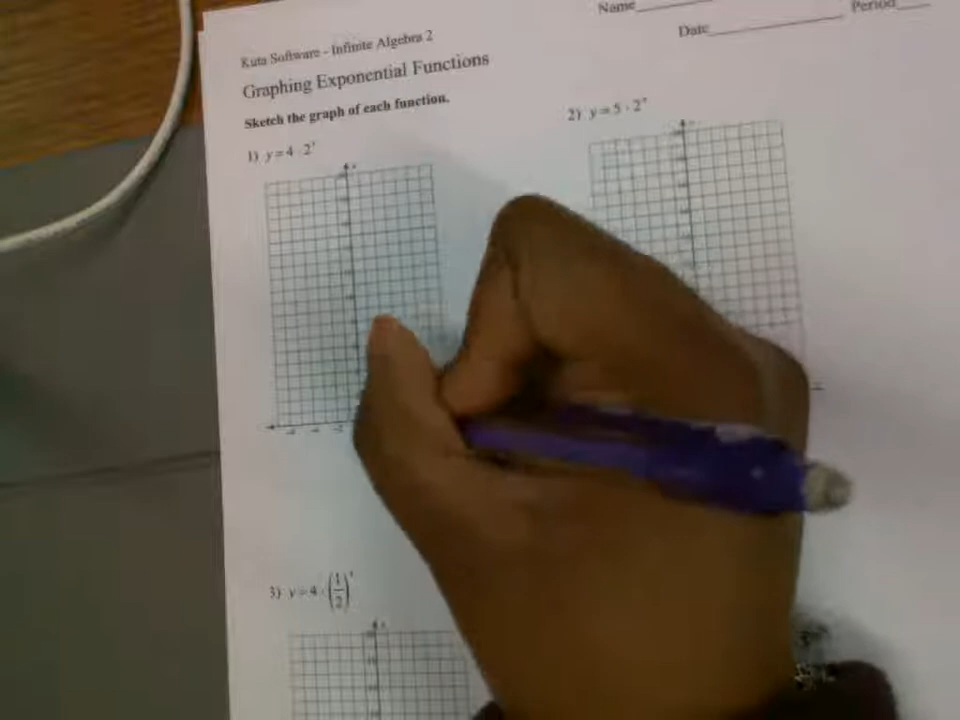 Name
Period
Date
Kuta Software - Infinite Algebra 2
Graphing Exponential Functions
Sketch the graph of each function.
1) y = 4 · 2ˣ
2) y = 5 · 2ˣ
3) y = 4 · (1/2)ˣ